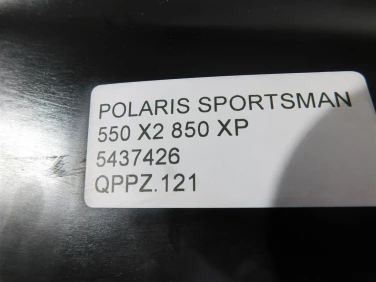 POLARIS SPORTSMAN
550 X2 850 XP
5437426
QPPZ.121